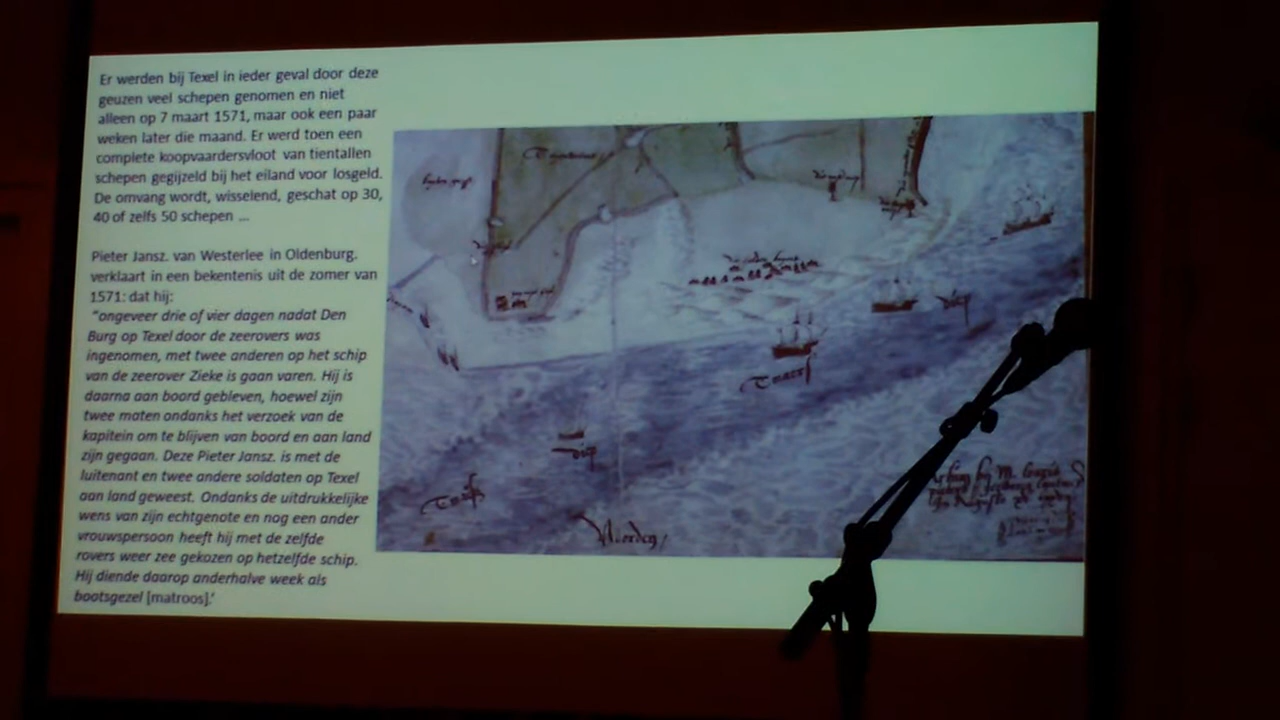 Er werden bij Texel in ieder geval door deze
geuzen veel schepen genomen en niet
alleen op 7 maart 1571, maar ook een paar
weken later die maand. Er werd toen een
complete koopvaardersvloot van tientallen
schepen gegijzeld bij het eiland voor losgeld.
De omvang wordt, wisselend, geschat op 30,
40 of zelfs 50 schepen ...
Pieter Jansz. van Westerlee in Oldenburg.
verklaart in een bekentenis uit de zomer van
1571: dat hij:
"ongeveer drie of vier dagen nadat Den
Burg op Texel door de zeerovers was
ingenomen, met twee anderen op het schip
van de zeerover Zieke is gaan varen. Hij is
daarna aan boord gebleven, hoewel zijn
twee maten ondanks het verzoek van de
kapitein om te blijven van boord en aan land
zijn gegaan. Deze Pieter Jansz. is met de
luitenant en twee andere soldaten op Texel
aan land geweest. Ondanks de uitdrukkelijke
wens van zijn echtgenote en nog een ander
vrouwspersoon heeft hij met de zelfde
rovers weer zee gekozen op hetzelfde schip.
Hij diende daarop anderhalve week als
bootsgezel [matroos].'